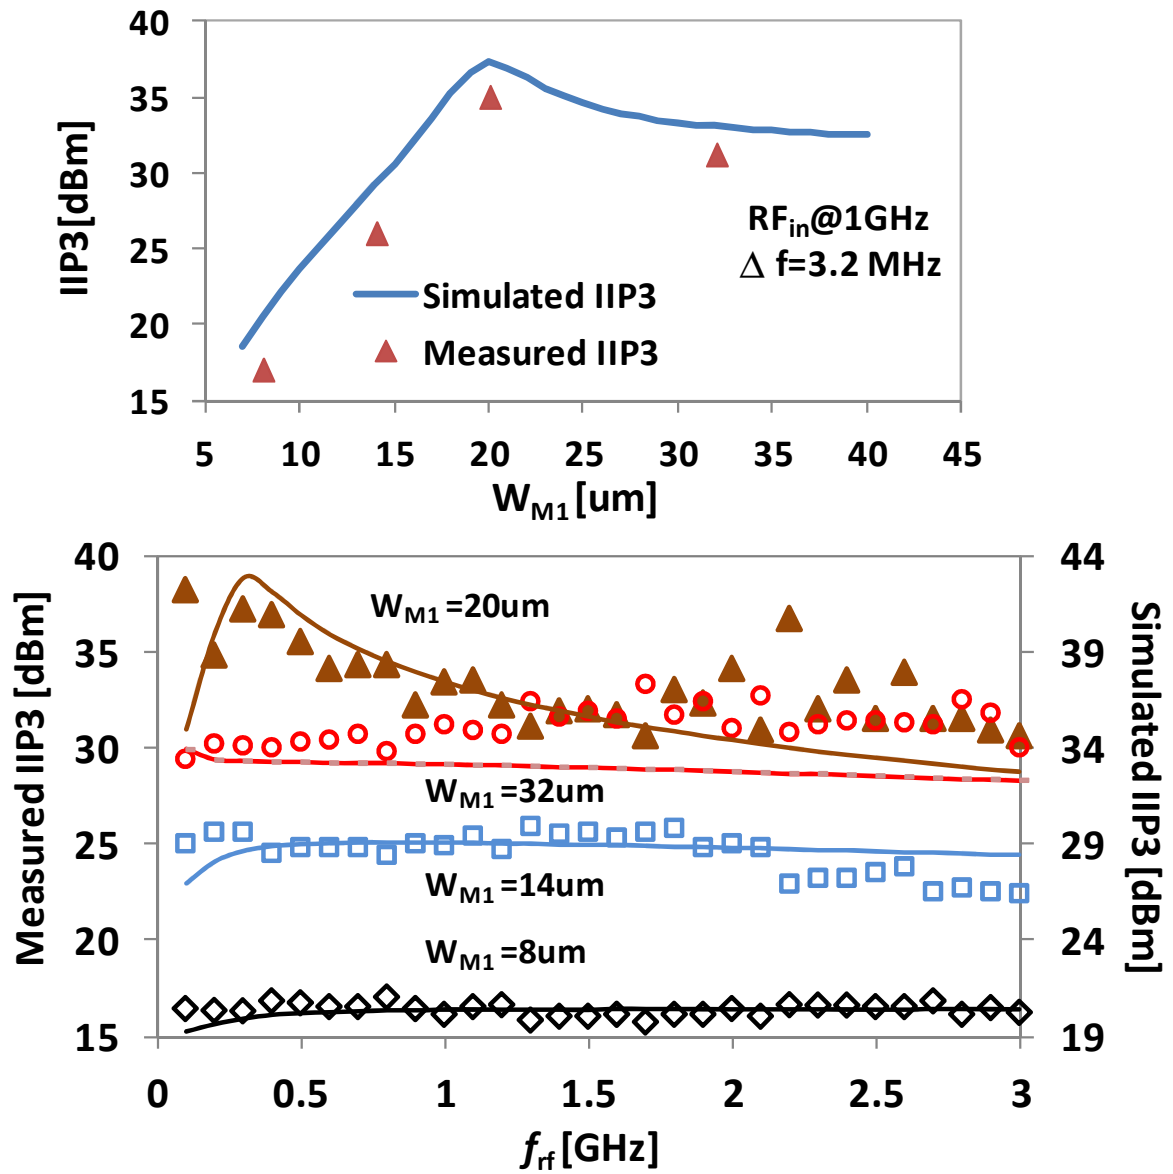 40
35
30
25
20
15
IIP3 [dBm]
RFin@1GHz
Δ f=3.2 MHz
Simulated IIP3
Measured IIP3
5 10 15 20 25 30 35 40 45
WM1 [um]
40
35
30
25
20
15
Measured IIP3 [dBm]
44
39
34
29
24
19
Simulated IIP3 [dBm]
WM1 =20um
WM1 =32um
WM1 =14um
WM1 =8um
0 0.5 1 1.5 2 2.5 3
frf [GHz]